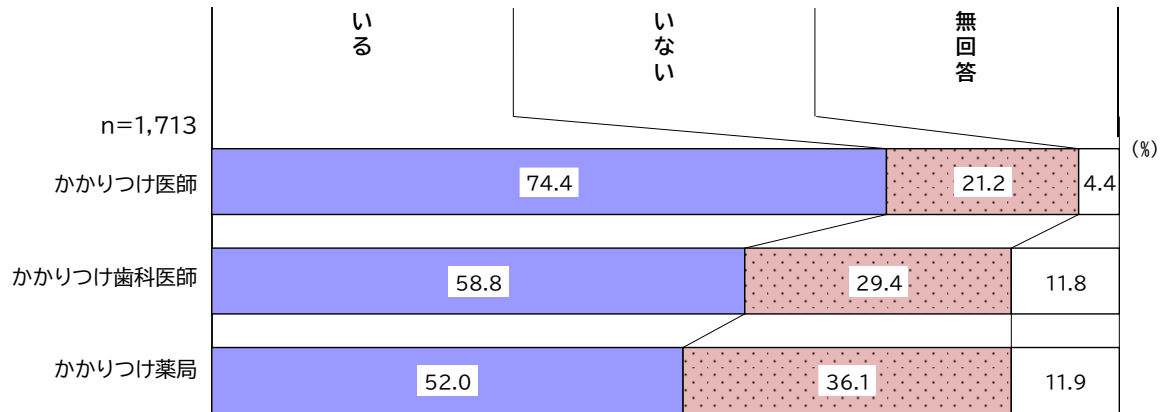 いる
いない
無回答
n=1,713
(%)
かかりつけ医師
74.4
21.2
4.4
かかりつけ歯科医師
58.8
29.4
11.8
かかりつけ薬局
52.0
36.1
11.9